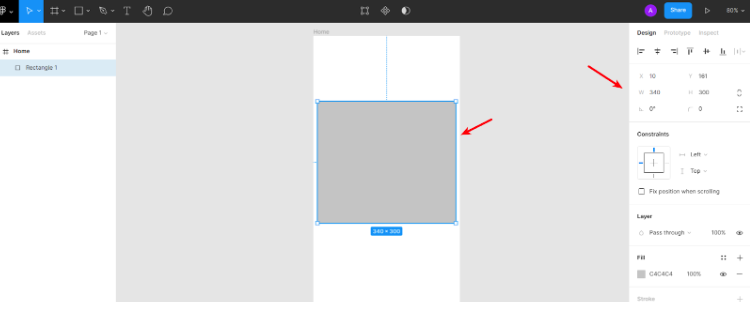 A
Share
60%
Layers
Assets
Page 1
Home
Rectangle 1
Home
340 × 300
Design
Prototype
Inspect
X 10
Y 161
W 340
H 300
0°
0
Constraints
Left
Top
Fix position when scrolling
Layer
Pass through
100%
Fill
C4C4C4
100%
Stroke